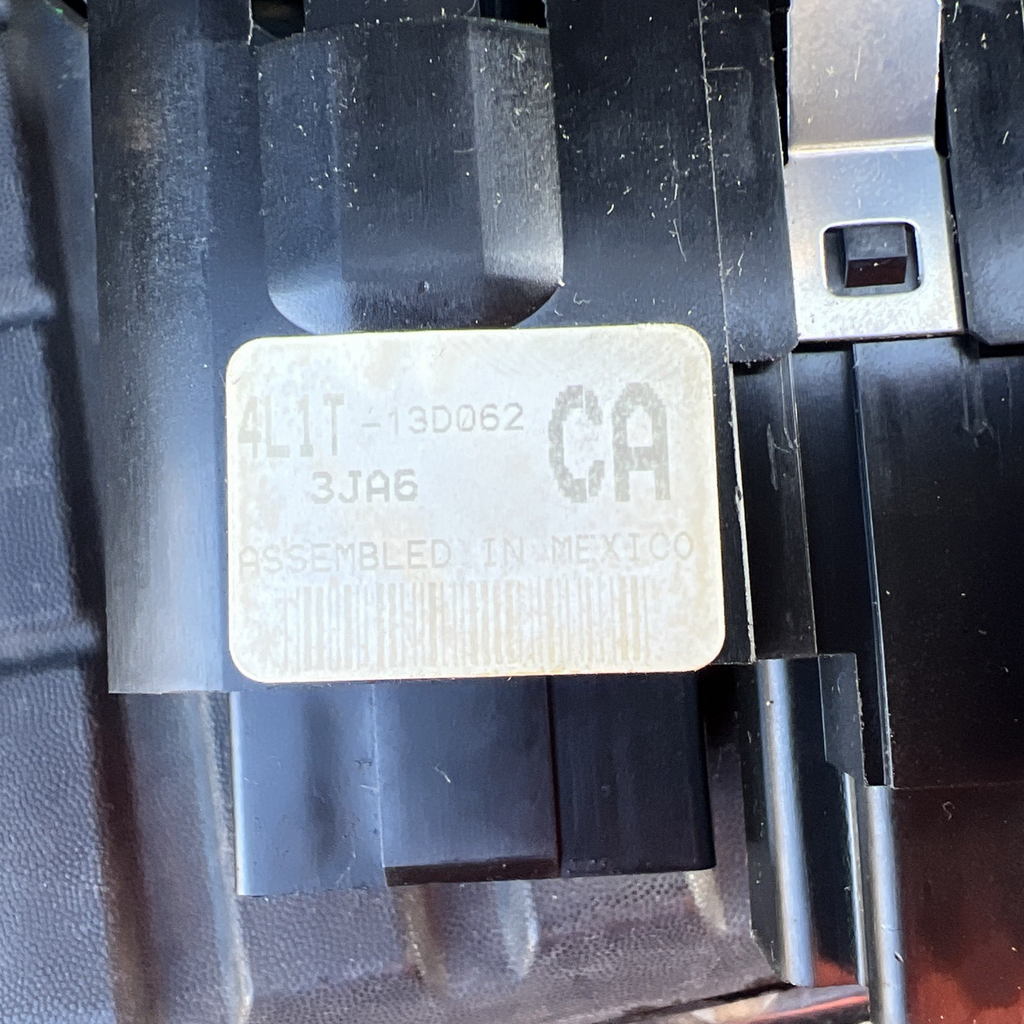 4L1T-13D062 CA
3JA6
ASSEMBLED IN MEXICO